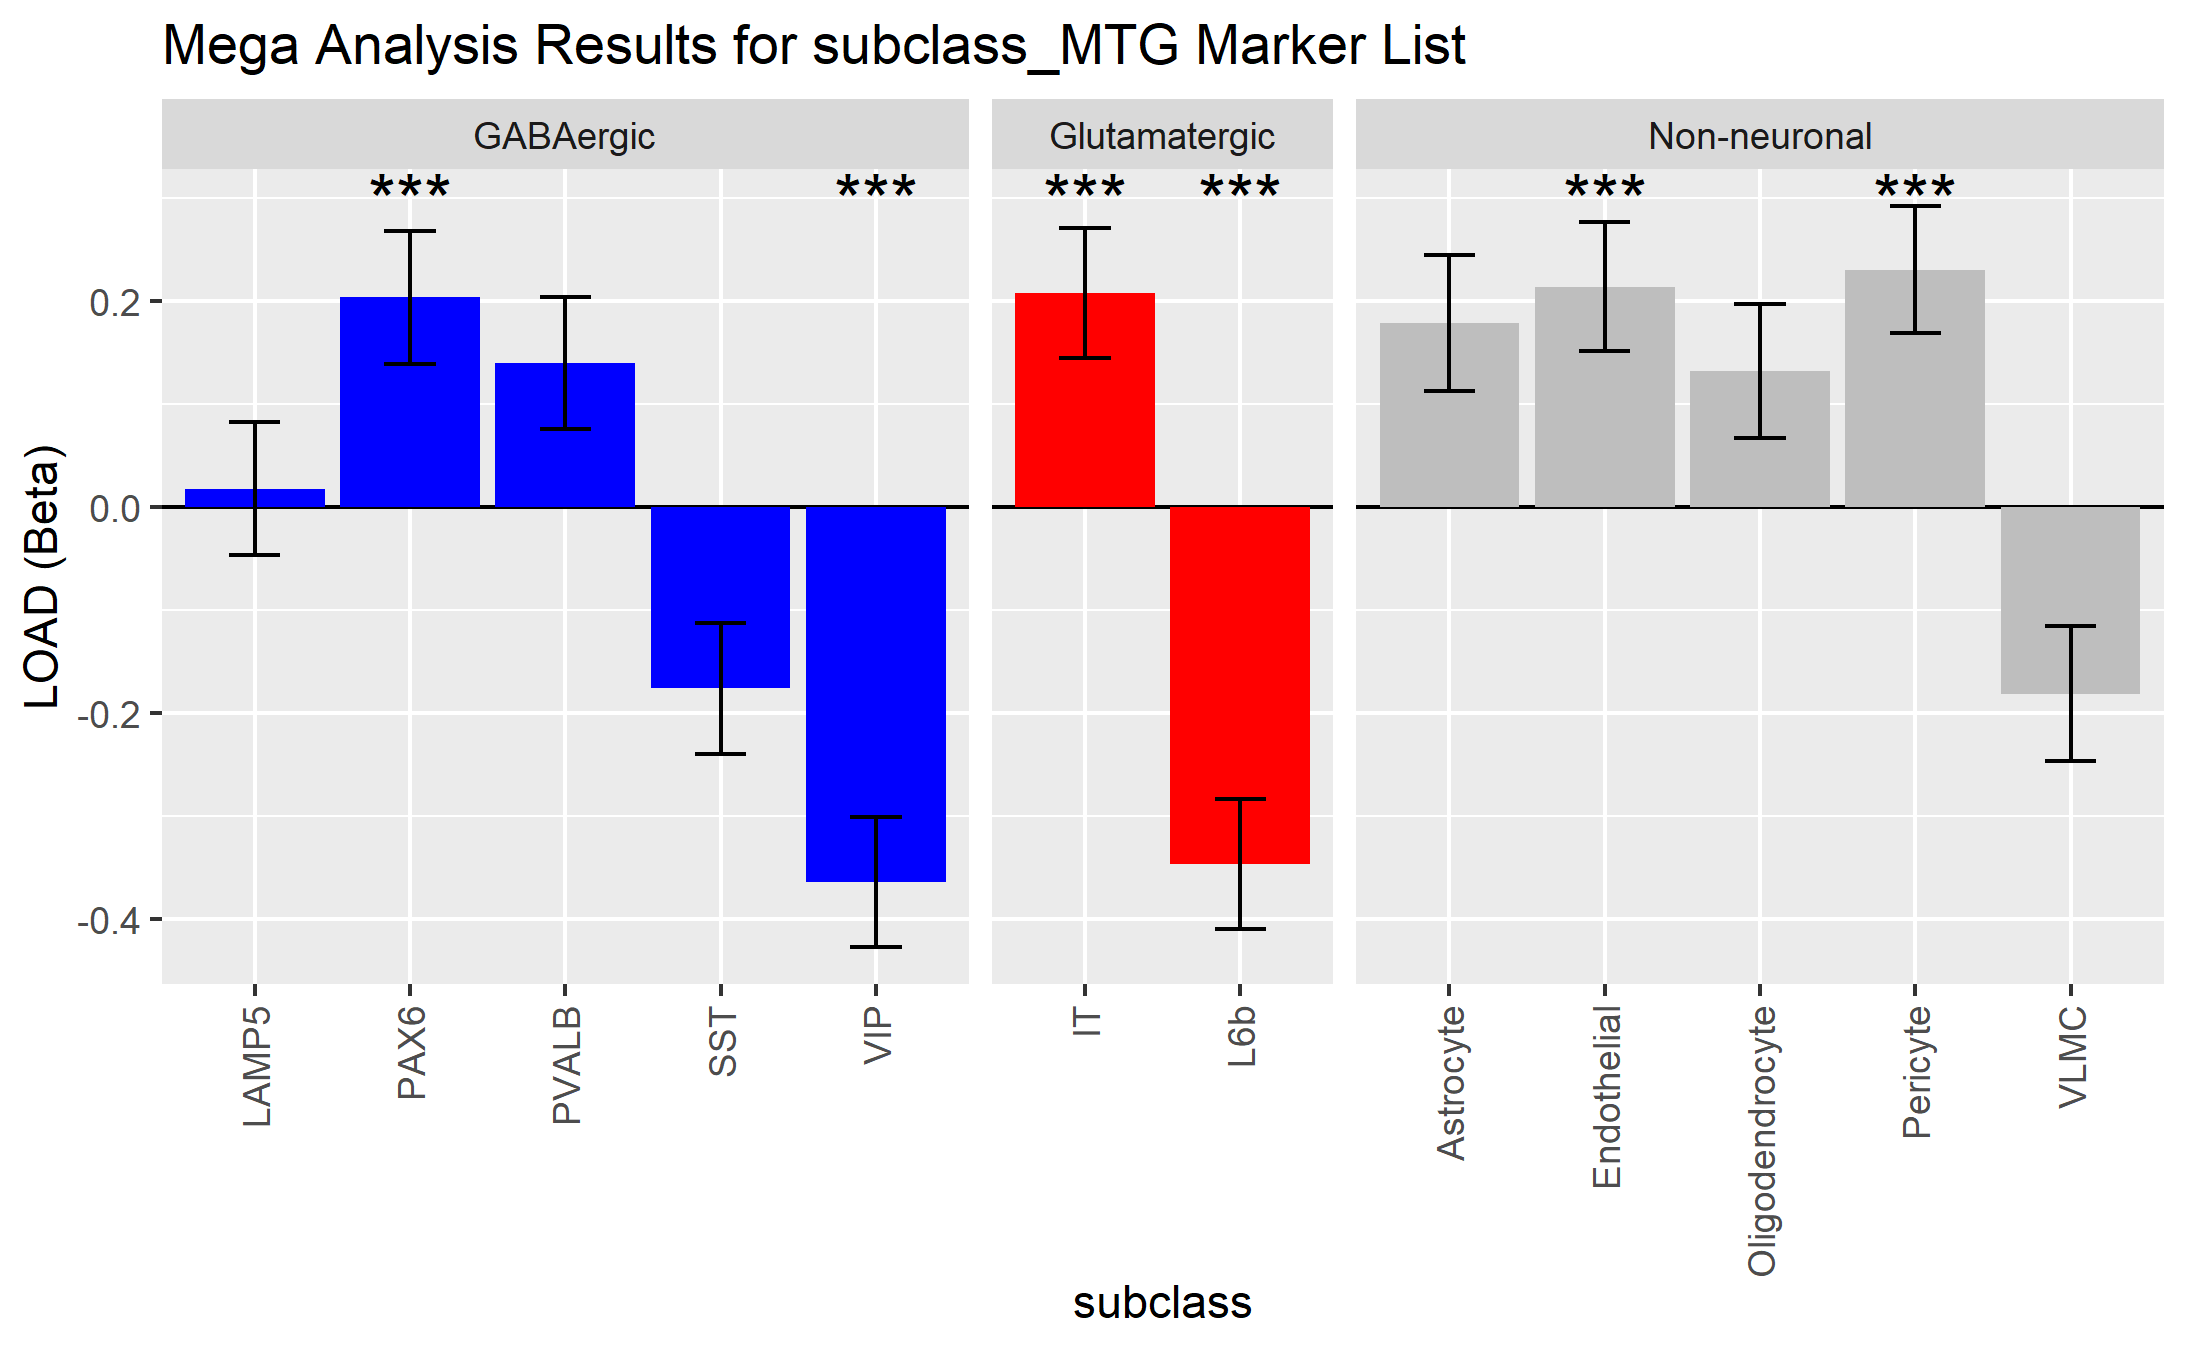 Mega Analysis Results for subclass_MTG Marker List
GABAergic
Glutamatergic
Non-neuronal
*** *** *** *** *** ***
LOAD (Beta)
0.2
0.0
-0.2
-0.4
LAMP5
PAX6
PVALB
SST
VIP
IT
L6b
Astrocyte
Endothelial
Oligodendrocyte
Pericyte
VLMC
subclass